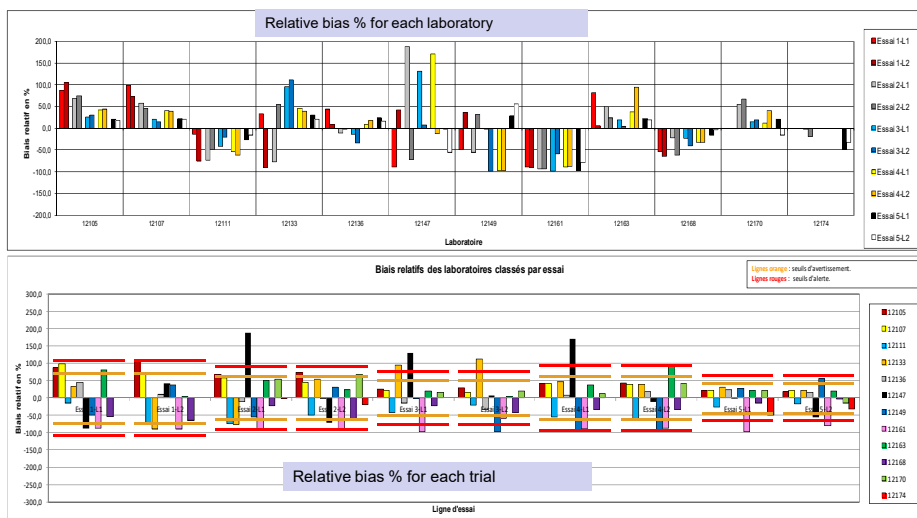 Relative bias % for each laboratory
Biais relatif en %
200,0
150,0
100,0
50,0
0,0
-50,0
-100,0
-150,0
-200,0
12105 12107 12111 12133 12136 12147 12149 12161 12163 12168 12170 12174
Laboratoire
Essai 1-L1
Essai 1-L2
Essai 2-L1
Essai 2-L2
Essai 3-L1
Essai 3-L2
Essai 4-L1
Essai 4-L2
Essai 5-L1
Essai 5-L2
Biais relatifs des laboratoires classés par essai
Lignes orange : seuils d'avertissement.
Lignes rouges : seuils d'alerte.
Biais relatif en %
300,0
250,0
200,0
150,0
100,0
50,0
0,0
-50,0
-100,0
-150,0
-200,0
-250,0
-300,0
Essai 1-L1 Essai 1-L2 Essai 2-L1 Essai 2-L2 Essai 3-L1 Essai 3-L2 Essai 4-L1 Essai 4-L2 Essai 5-L1 Essai 5-L2
Relative bias % for each trial
Ligne d'essai
12105
12107
12111
12133
12136
12147
12149
12161
12163
12168
12170
12174